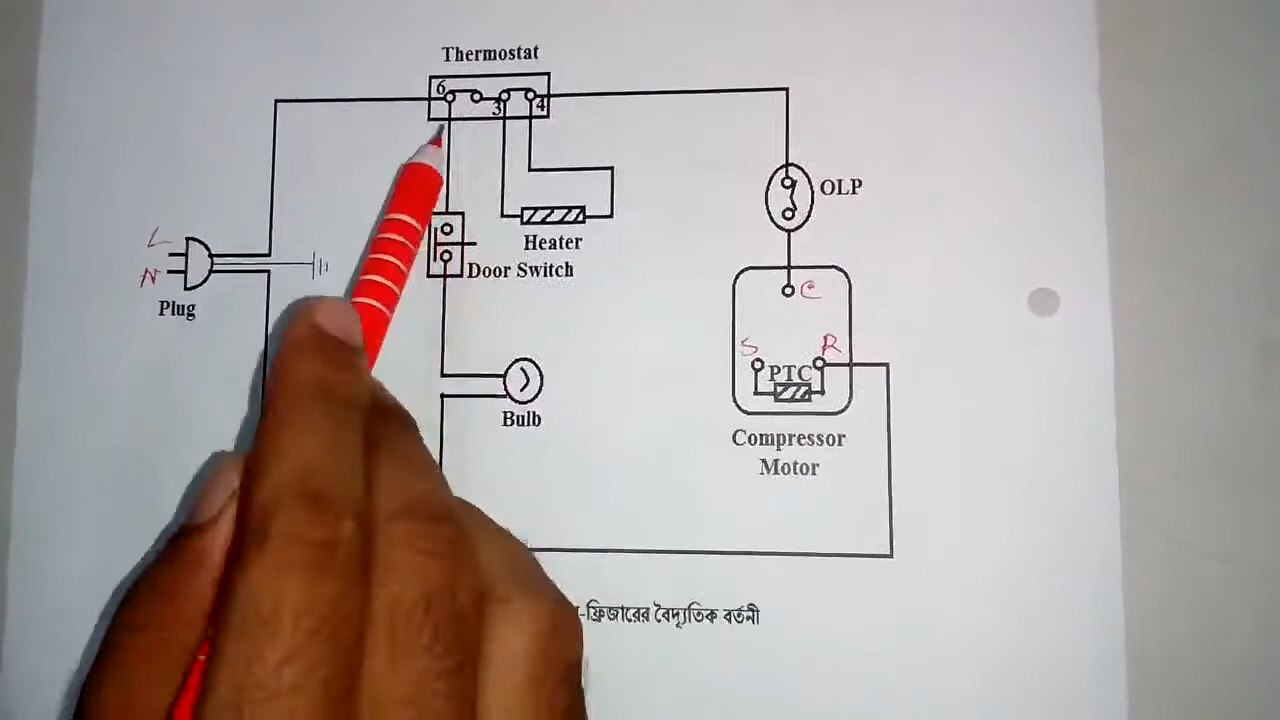 Thermostat
6
3
4
OLP
L
N
Plug
Heater
Door Switch
C
S
R
PTC
Bulb
Compressor
Motor
-ফ্রিজারের বৈদ্যুতিক বর্তনী